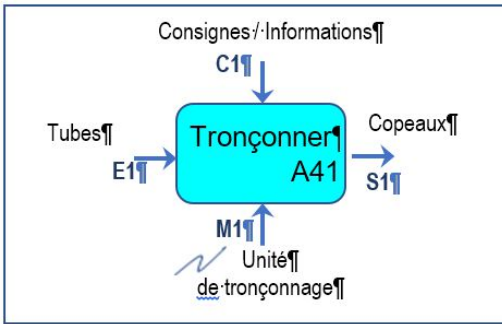 Consignes / Informations¶
C1¶
Tubes¶
E1¶
Tronçonner¶
A41
Copeaux¶
S1¶
M1¶
Unité¶
de tronçonnage¶